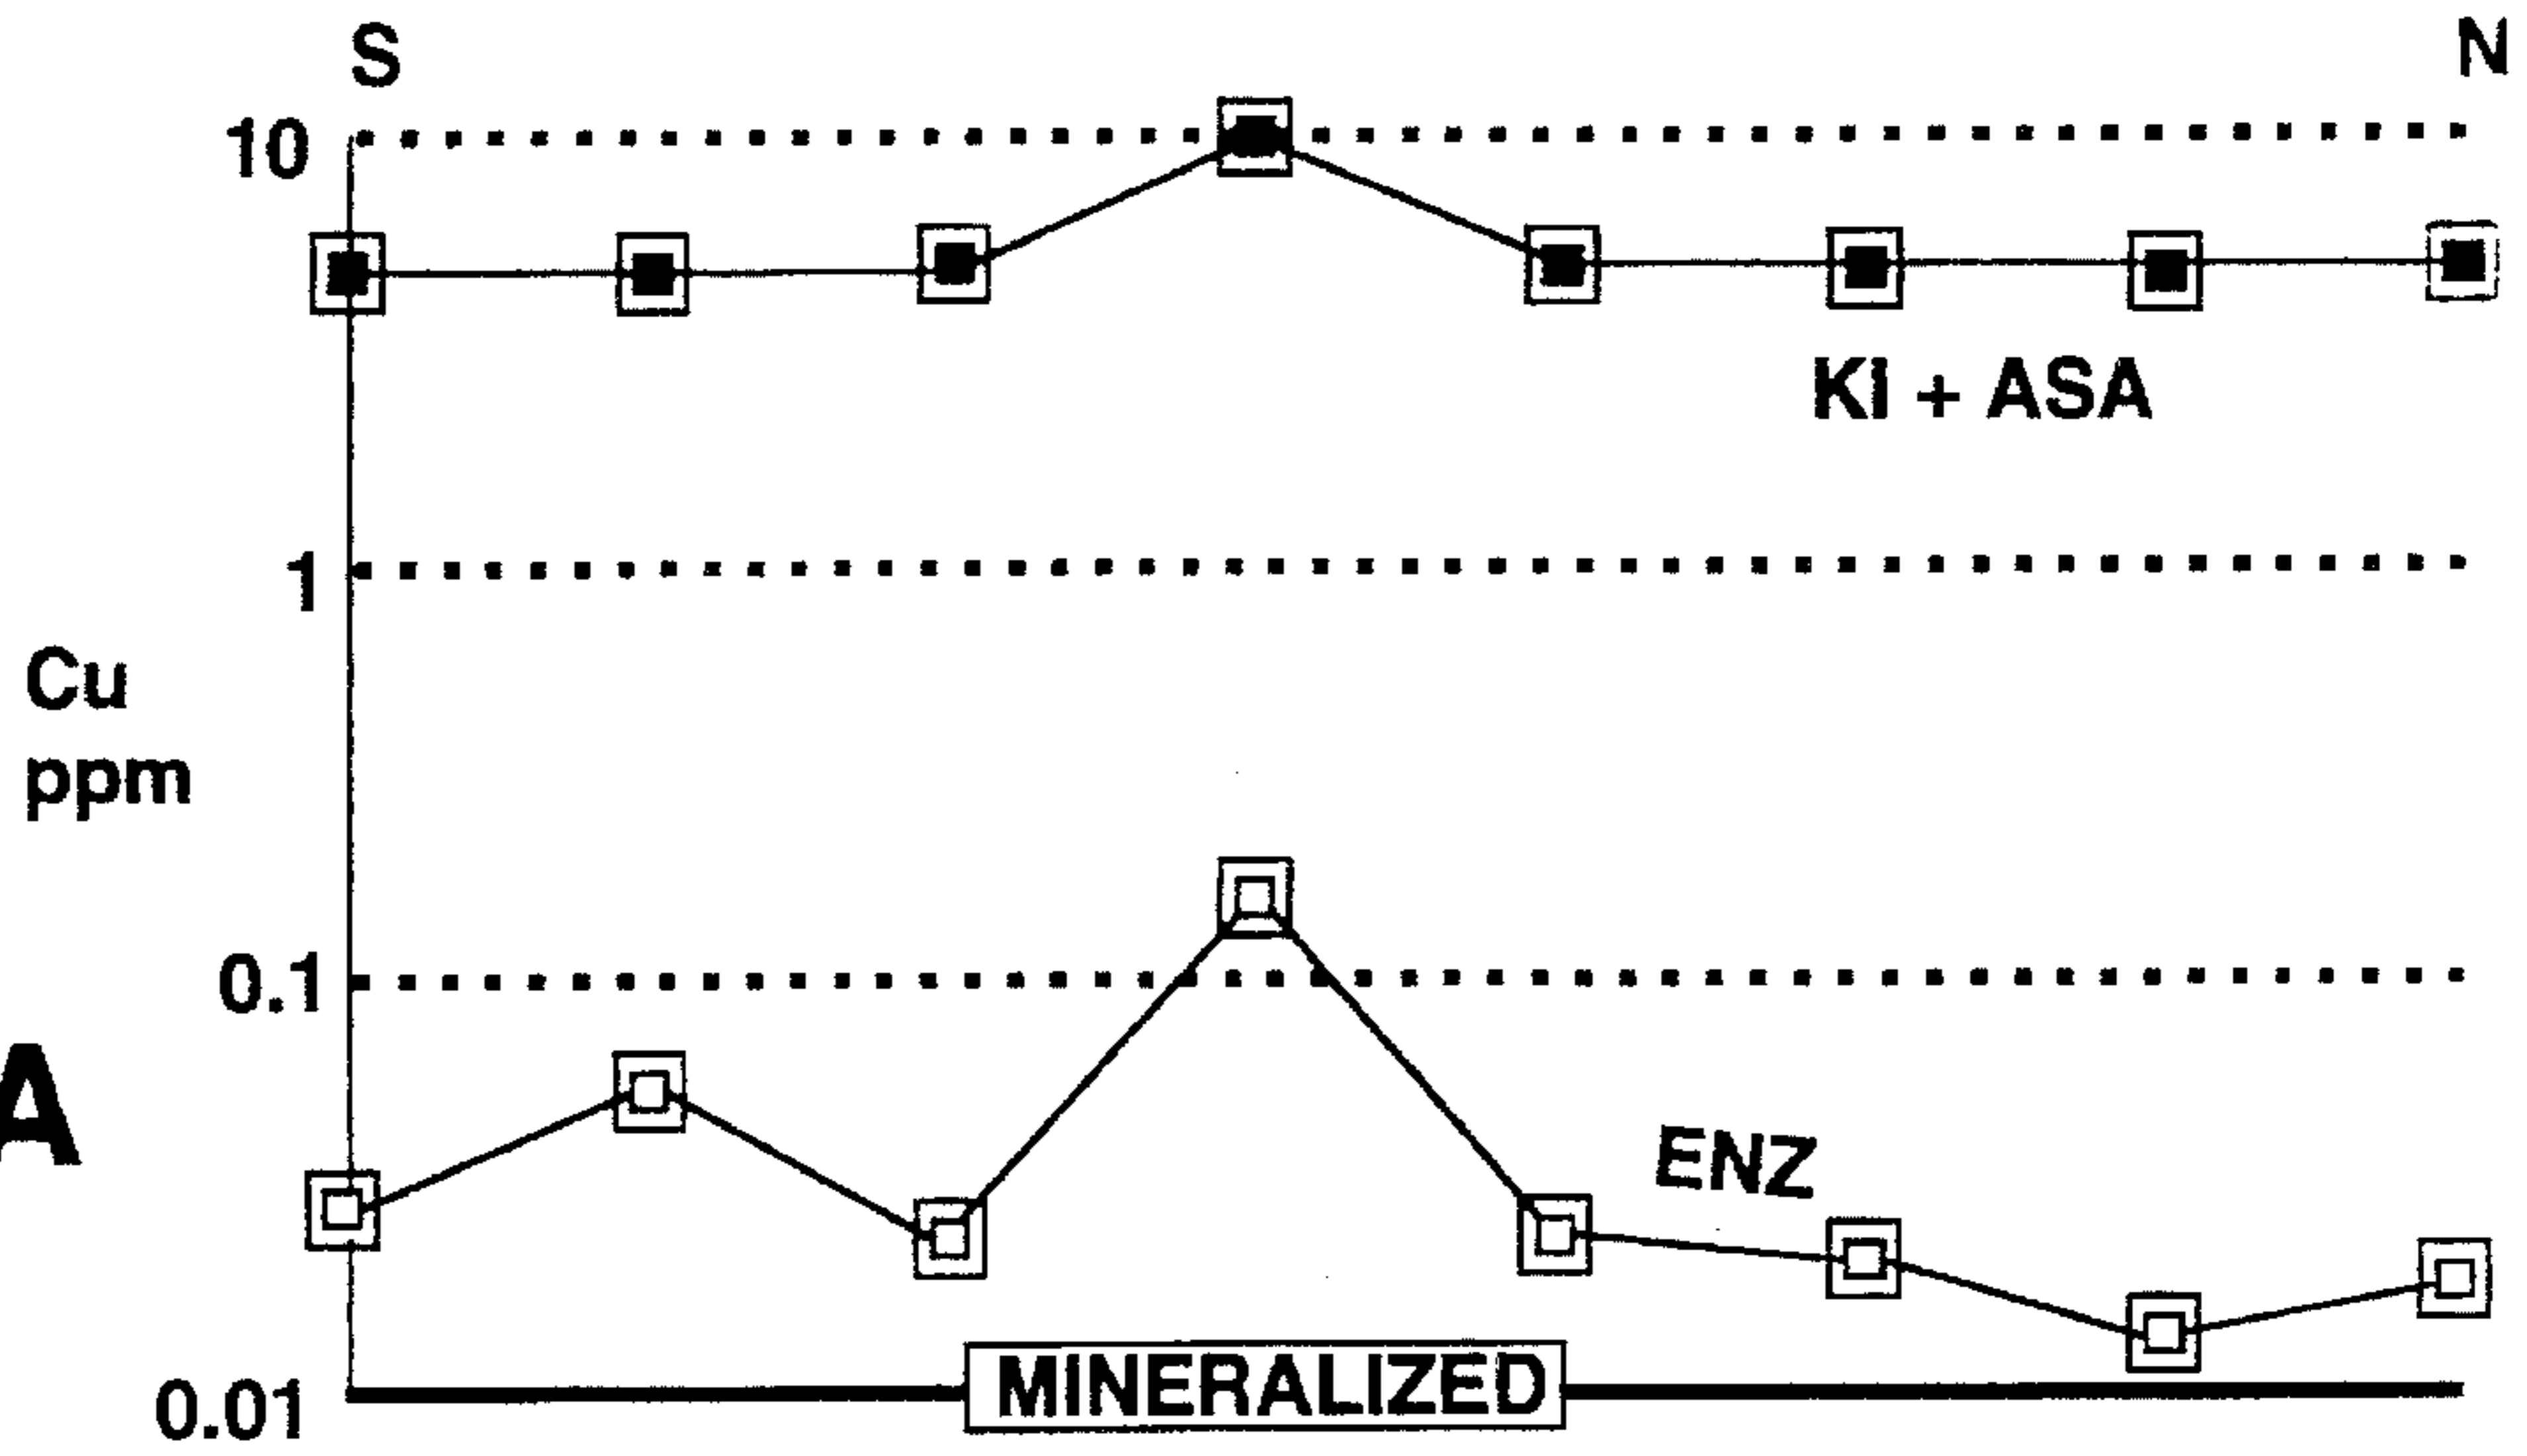 S N
10
KI + ASA
1
Cu
ppm
0.1
A
ENZ
MINERALIZED
0.01